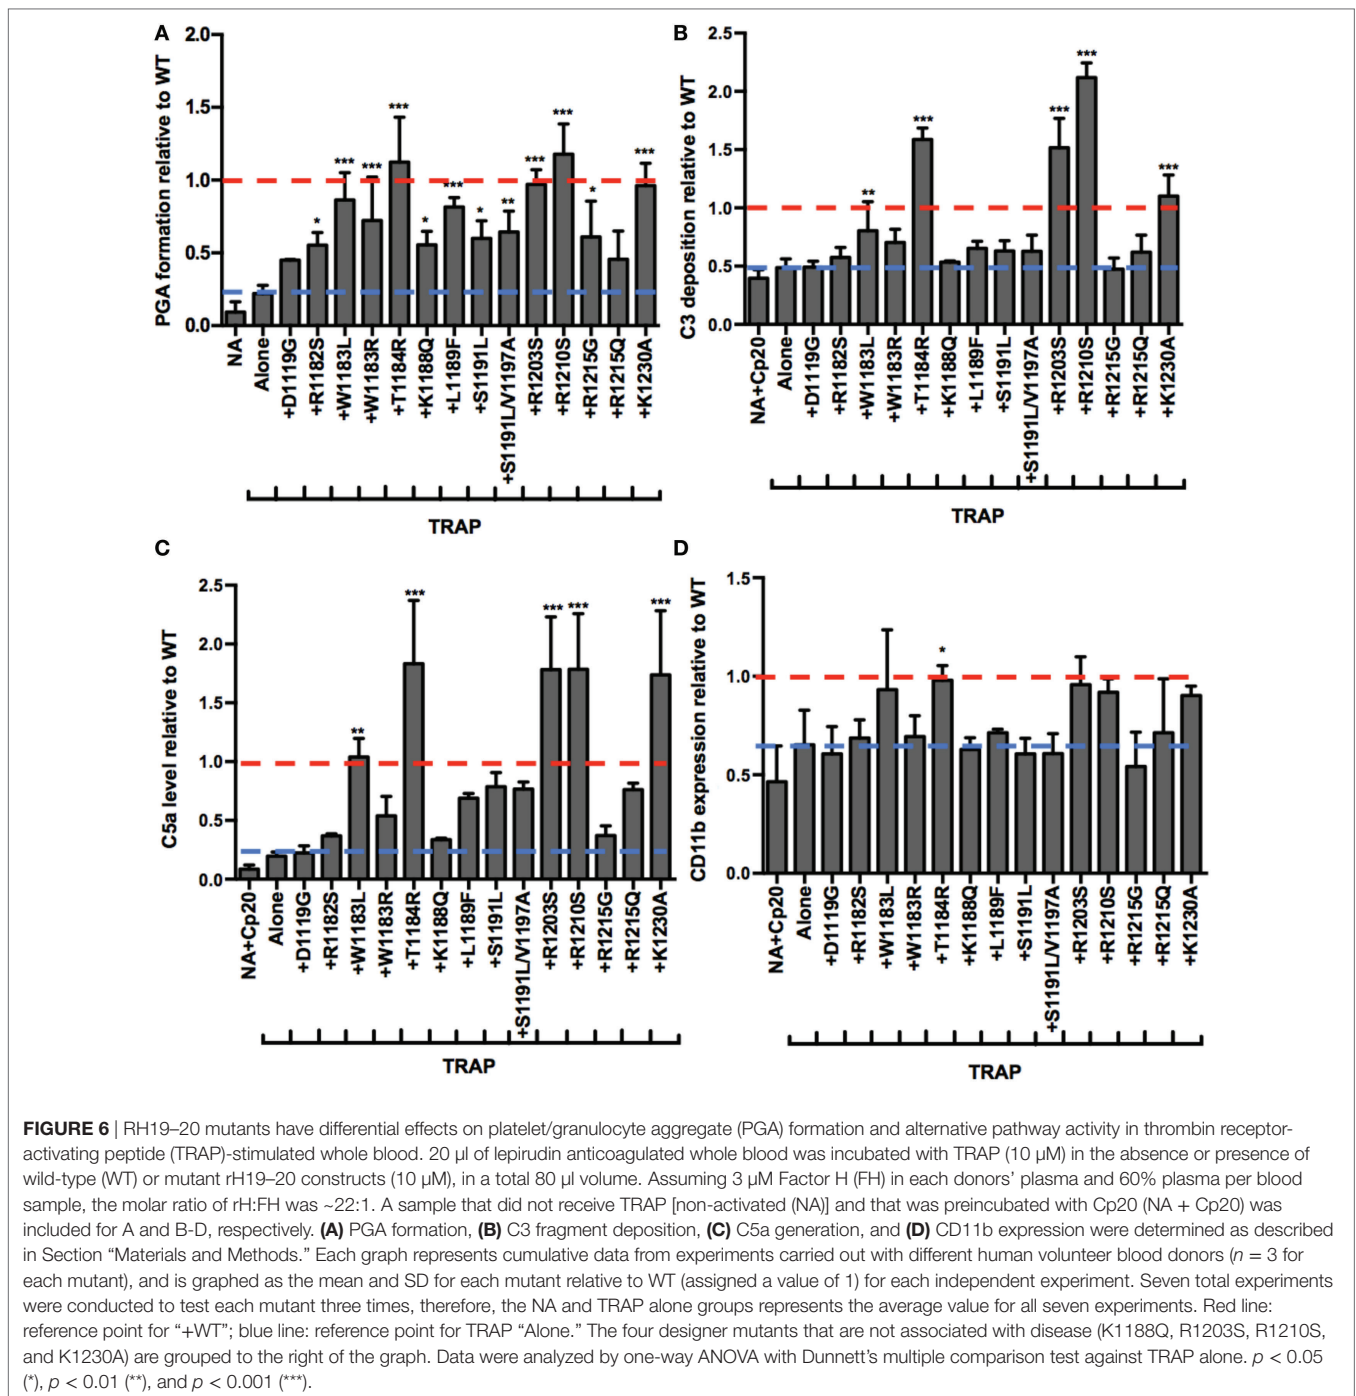 A
PGA formation relative to WT
2.0
1.5
1.0
0.5
0.0
NA
Alone
+D1119G
+R1182S
+W1183L
+W1183R
+T1184R
+K1188Q
+L1189F
+S1191L
+S1191L/V1197A
+R1203S
+R1210S
+R1215G
+R1215Q
+K1230A
* *** *** *** * *** * ** *** *** * ***
TRAP
B
C3 deposition relative to WT
2.5
2.0
1.5
1.0
0.5
0.0
NA+Cp20
Alone
+D1119G
+R1182S
+W1183L
+W1183R
+T1184R
+K1188Q
+L1189F
+S1191L
+S1191L/V1197A
+R1203S
+R1210S
+R1215G
+R1215Q
+K1230A
** *** *** *** ***
TRAP
C
C5a level relative to WT
2.5
2.0
1.5
1.0
0.5
0.0
NA+Cp20
Alone
+D1119G
+R1182S
+W1183L
+W1183R
+T1184R
+K1188Q
+L1189F
+S1191L
+S1191L/V1197A
+R1203S
+R1210S
+R1215G
+R1215Q
+K1230A
** *** *** *** ***
TRAP
D
CD11b expression relative to WT
1.5
1.0
0.5
0.0
NA+Cp20
Alone
+D1119G
+R1182S
+W1183L
+W1183R
+T1184R
+K1188Q
+L1189F
+S1191L
+S1191L/V1197A
+R1203S
+R1210S
+R1215G
+R1215Q
+K1230A
*
TRAP
FIGURE 6 | RH19–20 mutants have differential effects on platelet/granulocyte aggregate (PGA) formation and alternative pathway activity in thrombin receptor-
activating peptide (TRAP)-stimulated whole blood. 20 µl of lepirudin anticoagulated whole blood was incubated with TRAP (10 µM) in the absence or presence of
wild-type (WT) or mutant rH19–20 constructs (10 µM), in a total 80 µl volume. Assuming 3 µM Factor H (FH) in each donors’ plasma and 60% plasma per blood
sample, the molar ratio of rH:FH was ~22:1. A sample that did not receive TRAP [non-activated (NA)] and that was preincubated with Cp20 (NA + Cp20) was
included for A and B-D, respectively. (A) PGA formation, (B) C3 fragment deposition, (C) C5a generation, and (D) CD11b expression were determined as described
in Section “Materials and Methods.” Each graph represents cumulative data from experiments carried out with different human volunteer blood donors (n = 3 for
each mutant), and is graphed as the mean and SD for each mutant relative to WT (assigned a value of 1) for each independent experiment. Seven total experiments
were conducted to test each mutant three times, therefore, the NA and TRAP alone groups represents the average value for all seven experiments. Red line:
reference point for “+WT”; blue line: reference point for TRAP “Alone.” The four designer mutants that are not associated with disease (K1188Q, R1203S, R1210S,
and K1230A) are grouped to the right of the graph. Data were analyzed by one-way ANOVA with Dunnett’s multiple comparison test against TRAP alone. p < 0.05
(*), p < 0.01 (**), and p < 0.001 (***).